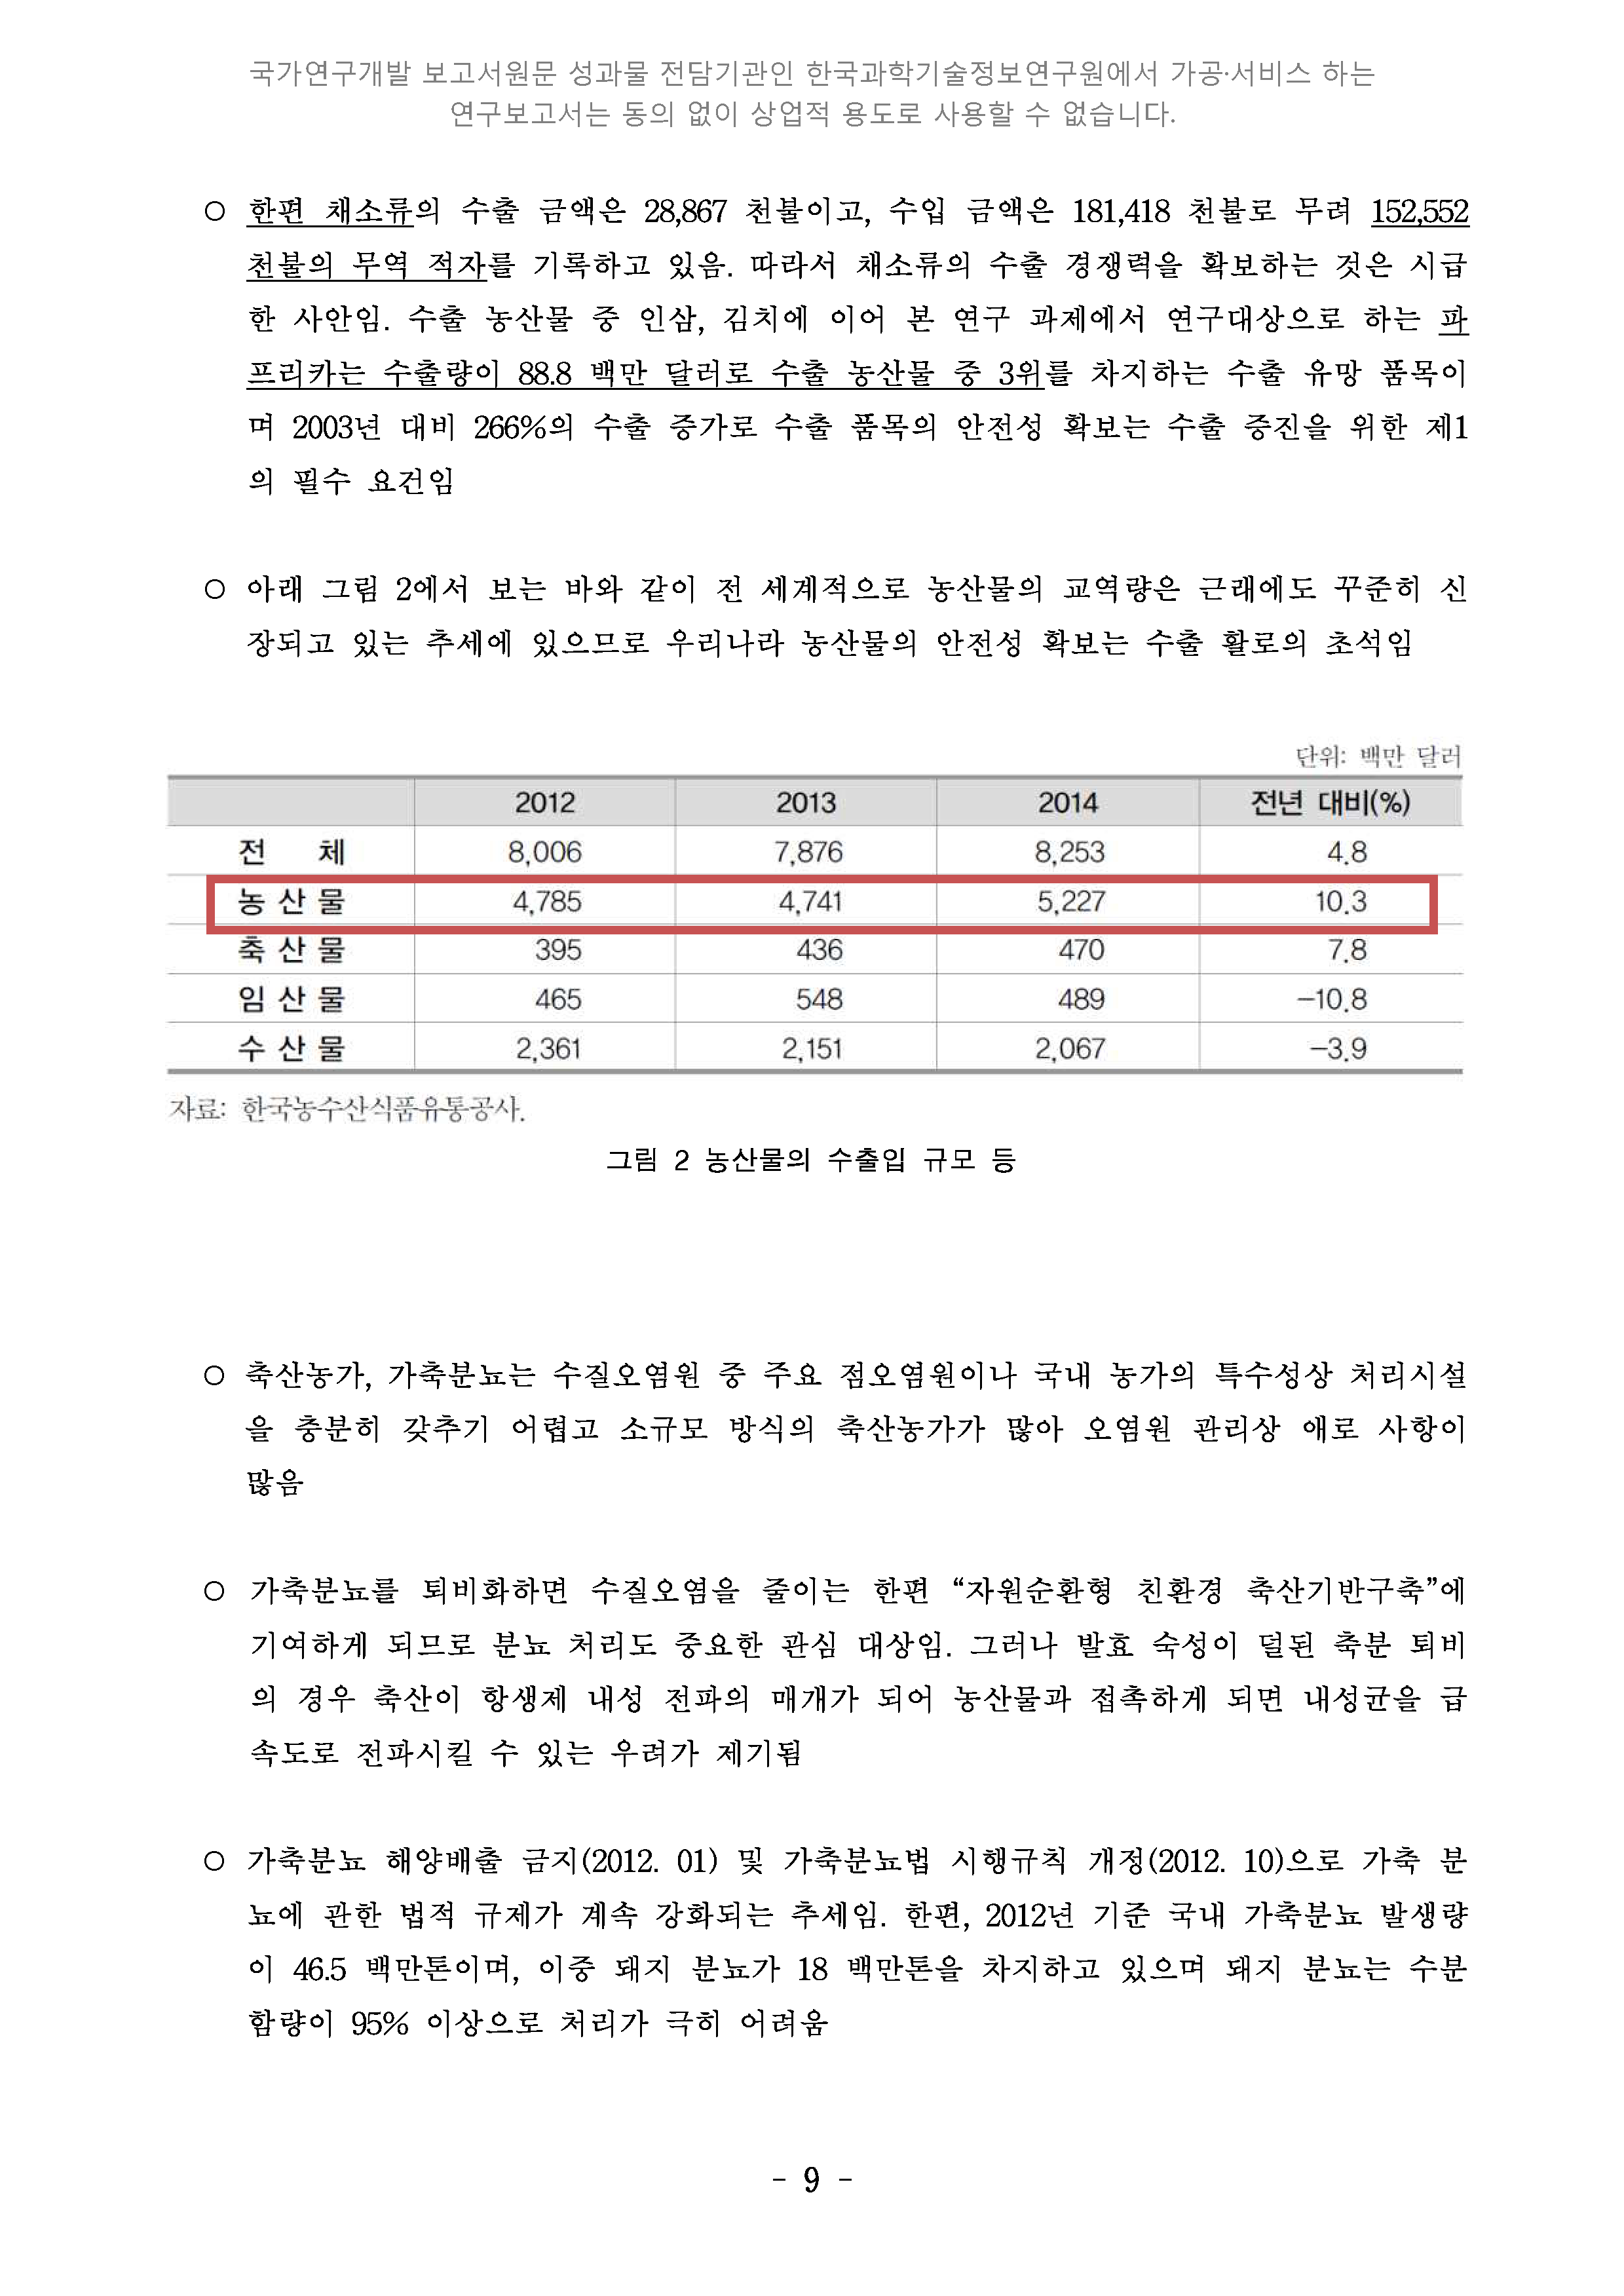 국가연구개발 보고서원문 성과물 전담기관인 한국과학기술정보연구원에서 가공·서비스 하는
연구보고서는 동의 없이 상업적 용도로 사용할 수 없습니다.
○ 한편 채소류의 수출 금액은 28,867 천불이고, 수입 금액은 181,418 천불로 무려 152,552
천불의 무역 적자를 기록하고 있음. 따라서 채소류의 수출 경쟁력을 확보하는 것은 시급
한 사안임. 수출 농산물 중 인삼, 김치에 이어 본 연구 과제에서 연구대상으로 하는 파
프리카는 수출량이 88.8 백만 달러로 수출 농산물 중 3위를 차지하는 수출 유망 품목이
며 2003년 대비 266%의 수출 증가로 수출 품목의 안전성 확보는 수출 증진을 위한 제1
의 필수 요건임
○ 아래 그림 2에서 보는 바와 같이 전 세계적으로 농산물의 교역량은 근래에도 꾸준히 신
장되고 있는 추세에 있으므로 우리나라 농산물의 안전성 확보는 수출 활로의 초석임
단위: 백만 달러
2012 2013 2014 전년 대비(%)
전 체 8,006 7,876 8,253 4.8
농 산 물 4,785 4,741 5,227 10.3
축 산 물 395 436 470 7.8
임 산 물 465 548 489 -10.8
수 산 물 2,361 2,151 2,067 -3.9
자료: 한국농수산식품유통공사.
그림 2 농산물의 수출입 규모 등
○ 축산농가, 가축분뇨는 수질오염원 중 주요 점오염원이나 국내 농가의 특수성상 처리시설
을 충분히 갖추기 어렵고 소규모 방식의 축산농가가 많아 오염원 관리상 애로 사항이
많음
○ 가축분뇨를 퇴비화하면 수질오염을 줄이는 한편 “자원순환형 친환경 축산기반구축”에
기여하게 되므로 분뇨 처리도 중요한 관심 대상임. 그러나 발효 숙성이 덜된 축분 퇴비
의 경우 축산이 항생제 내성 전파의 매개가 되어 농산물과 접촉하게 되면 내성균을 급
속도로 전파시킬 수 있는 우려가 제기됨
○ 가축분뇨 해양배출 금지(2012. 01) 및 가축분뇨법 시행규칙 개정(2012. 10)으로 가축 분
뇨에 관한 법적 규제가 계속 강화되는 추세임. 한편, 2012년 기준 국내 가축분뇨 발생량
이 46.5 백만톤이며, 이중 돼지 분뇨가 18 백만톤을 차지하고 있으며 돼지 분뇨는 수분
함량이 95% 이상으로 처리가 극히 어려움
- 9 -